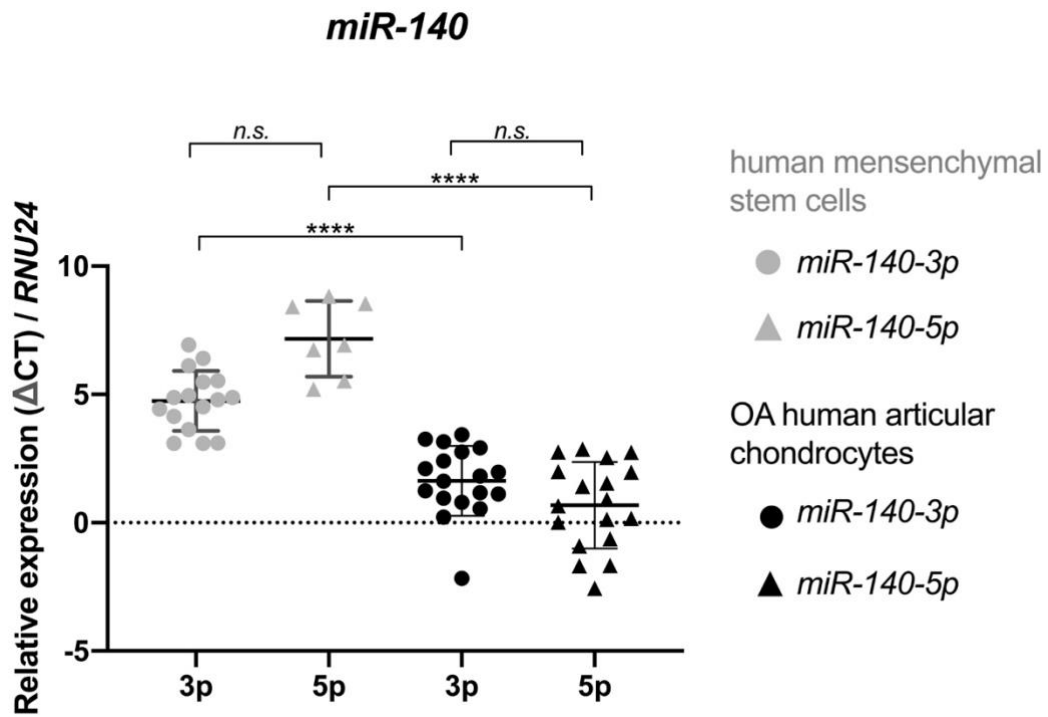 miR-140
n.s.
n.s.
****
****
Relative expression (ΔCT) / RNU24
10
5
0
-5
3p
5p
3p
5p
human mensenchymal
stem cells
miR-140-3p
miR-140-5p
OA human articular
chondrocytes
miR-140-3p
miR-140-5p